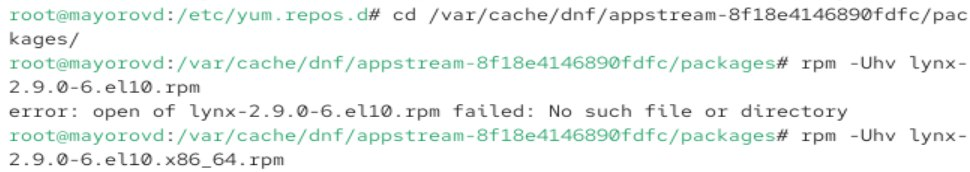 root@mayorovd:/etc/yum.repos.d# cd /var/cache/dnf/appstream-8f18e4146890fdfc/pac
kages/
root@mayorovd:/var/cache/dnf/appstream-8f18e4146890fdfc/packages# rpm -Uhv lynx-
2.9.0-6.el10.rpm
error: open of lynx-2.9.0-6.el10.rpm failed: No such file or directory
root@mayorovd:/var/cache/dnf/appstream-8f18e4146890fdfc/packages# rpm -Uhv lynx-
2.9.0-6.el10.x86_64.rpm